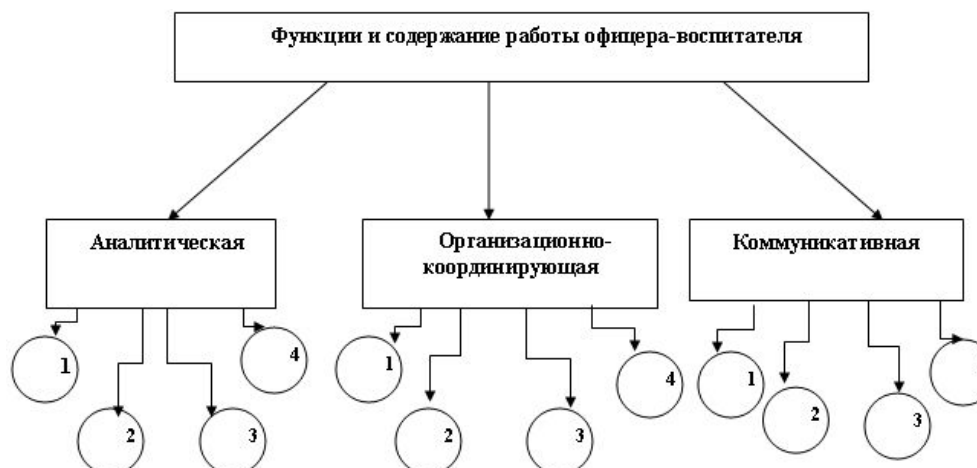 Функции и содержание работы офицера-воспитателя
Аналитическая
Организационно-
координирующая
Коммуникативная
1
2
3
4
1
2
3
4
1
2
3